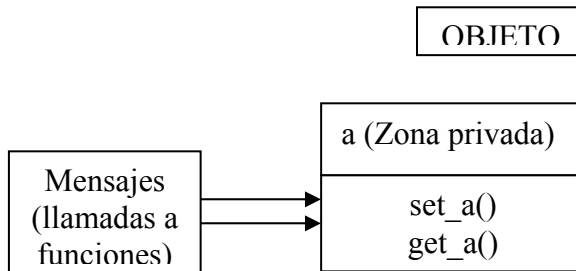 OBJETO
a (Zona privada)
Mensajes
(llamadas a
funciones)
set_a()
get_a()